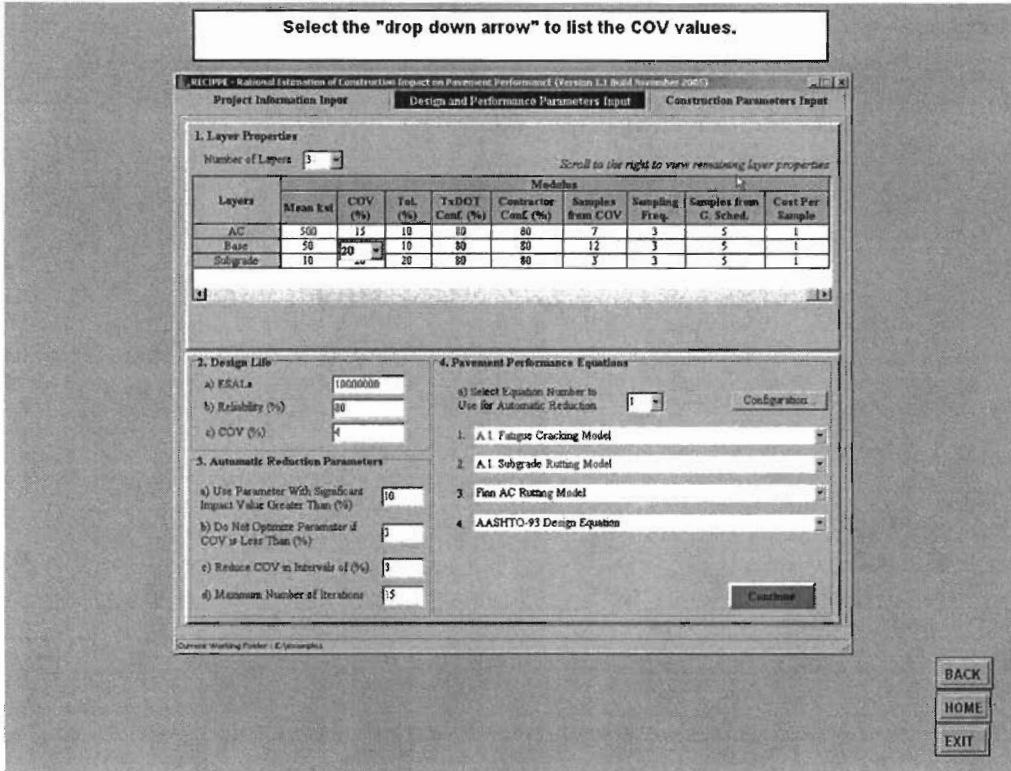 Select the "drop down arrow" to list the COV values.
RECIPPE - Rational Estimation of Construction Impact on Pavement Performance (Version 1.1 Build November 2005)
Project Information Input Design and Performance Parameters Input Construction Parameters Input
1. Layer Properties
Number of Layers 3
Scroll to the right to view remaining layer properties
Modulus
Layers Mean ksi COV (%) Tol. (%) TxDOT Conf. (%) Contractor Conf. (%) Samples from COV Sampling Freq. Samples from G. Sched. Cost Per Sample
AC 500 15 10 80 80 7 3 5 1
Base 50 20 10 80 80 12 3 5 1
Subgrade 10 20 20 80 80 3 3 5 1
2. Design Life
a) ESALs 10000000
b) Reliability (%) 80
c) COV (%) 4
3. Automatic Reduction Parameters
a) Use Parameter With Significant
Impact Value Greater Than (%) 10
b) Do Not Optimize Parameter if
COV is Less Than (%) 3
c) Reduce COV in Intervals of (%) 3
d) Maximum Number of Iterations 15
4. Pavement Performance Equations
a) Select Equation Number to
Use for Automatic Reduction 1 Configuration...
1. A.I. Fatigue Cracking Model
2. A.I. Subgrade Rutting Model
3. Finn AC Rutting Model
4. AASHTO-93 Design Equation
Continue
Current Working Folder : E:\examples
BACK
HOME
EXIT